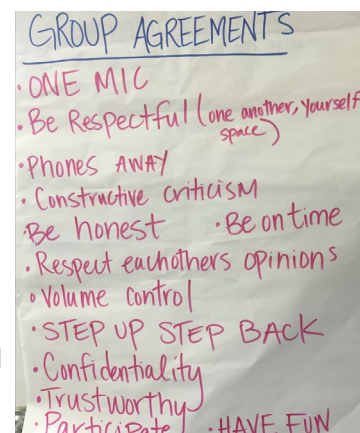 GROUP AGREEMENTS
• ONE MIC
• Be Respectful (one another, yourself
space)
• Phones AWAY
• Constructive criticism
• Be honest • Be on time
• Respect eachothers opinions
• Volume control
• STEP UP STEP BACK
• Confidentiality
• Trustworthy
• Participate • HAVE FUN